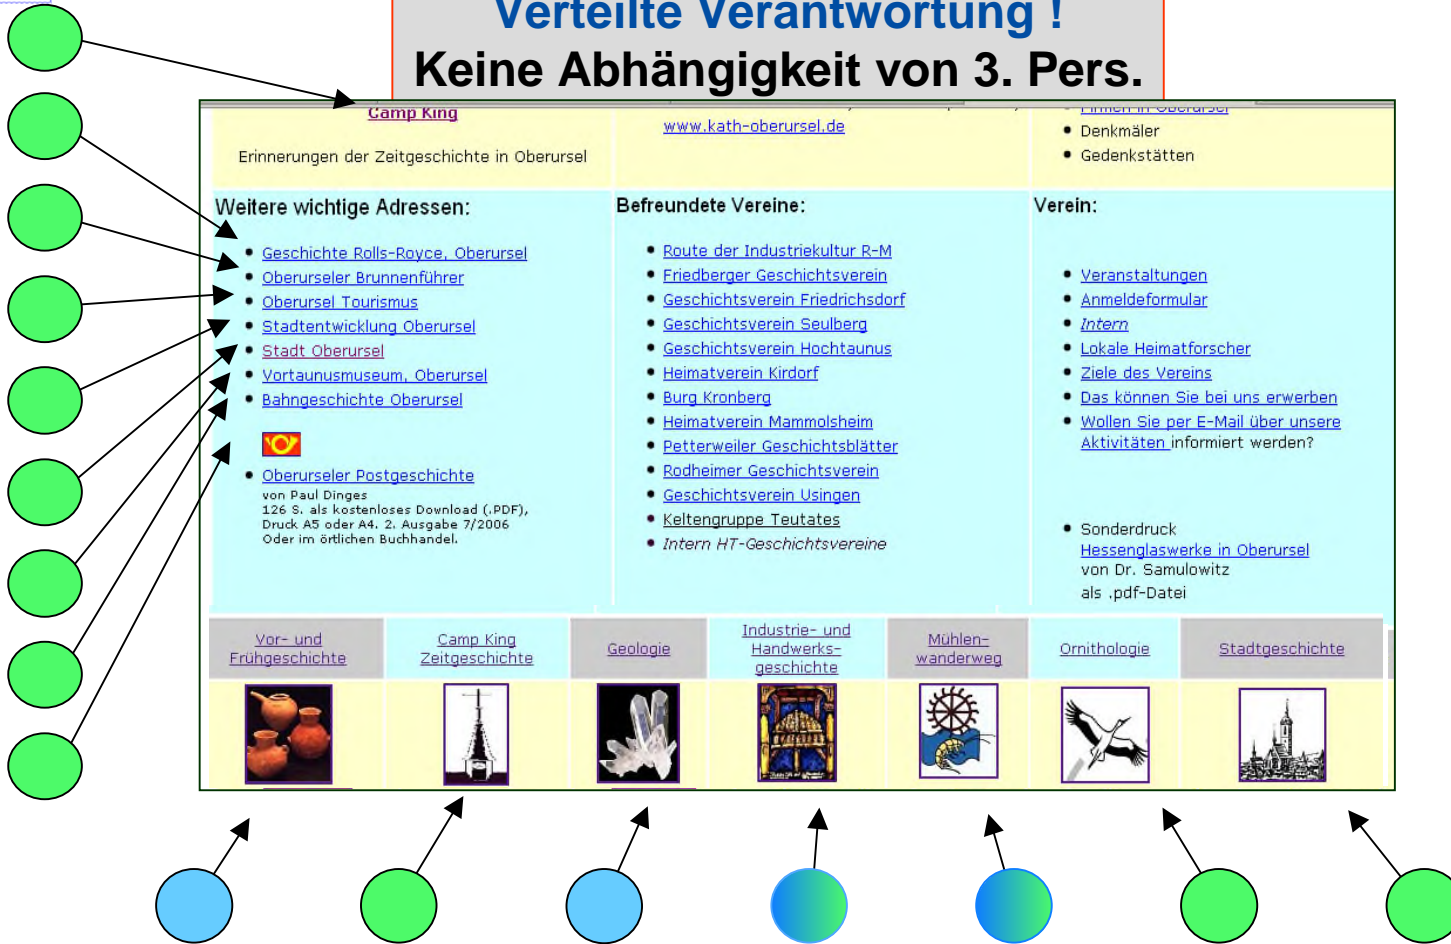 Verteilte Verantwortung !
Keine Abhängigkeit von 3. Pers.
Camp King
Erinnerungen der Zeitgeschichte in Oberursel
www.kath-oberursel.de
Firmen in Oberursel
Denkmäler
Gedenkstätten
Weitere wichtige Adressen:
Geschichte Rolls-Royce, Oberursel
Oberurseler Brunnenführer
Oberursel Tourismus
Stadtentwicklung Oberursel
Stadt Oberursel
Vortaunusmuseum, Oberursel
Bahngeschichte Oberursel
Oberurseler Postgeschichte
von Paul Dinges
126 S. als kostenloses Download (.PDF),
Druck A5 oder A4. 2. Ausgabe 7/2006
Oder im örtlichen Buchhandel.
Befreundete Vereine:
Route der Industriekultur R-M
Friedberger Geschichtsverein
Geschichtsverein Friedrichsdorf
Geschichtsverein Seulberg
Geschichtsverein Hochtaunus
Heimatverein Kirdorf
Burg Kronberg
Heimatverein Mammolsheim
Petterweiler Geschichtsblätter
Rodheimer Geschichtsverein
Geschichtsverein Usingen
Keltengruppe Teutates
Intern HT-Geschichtsvereine
Verein:
Veranstaltungen
Anmeldeformular
Intern
Lokale Heimatforscher
Ziele des Vereins
Das können Sie bei uns erwerben
Wollen Sie per E-Mail über unsere
Aktivitäten informiert werden?
Sonderdruck
Hessenglaswerke in Oberursel
von Dr. Samulowitz
als .pdf-Datei
Vor- und
Frühgeschichte
Camp King
Zeitgeschichte
Geologie
Industrie- und
Handwerks-
geschichte
Mühlen-
wanderweg
Ornithologie
Stadtgeschichte